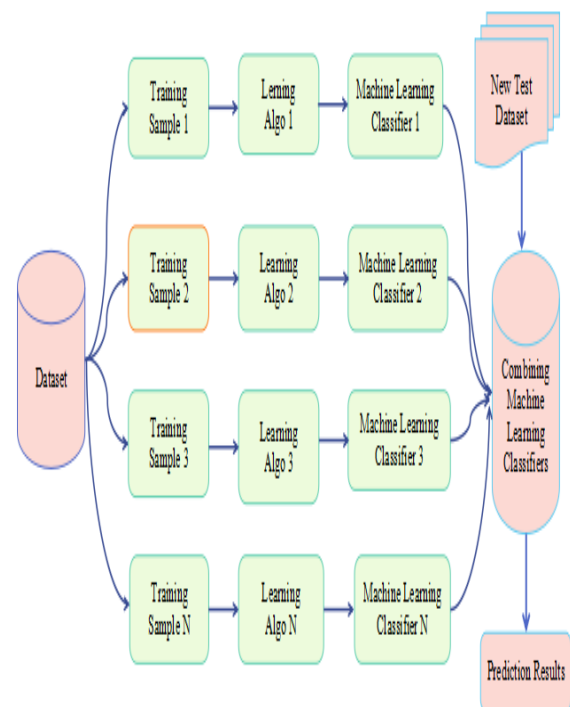 Training
Sample 1
Lerning
Algo 1
Machine Learning
Classifier 1
New Test
Dataset
Training
Sample 2
Learning
Algo 2
Machine Learning
Classifier 2
Dataset
Combining
Machine
Learning
Classifiers
Training
Sample 3
Learning
Algo 3
Machine Learning
Classifier 3
Training
Sample N
Learning
Algo N
Machine Learning
Classifier N
Prediction Results